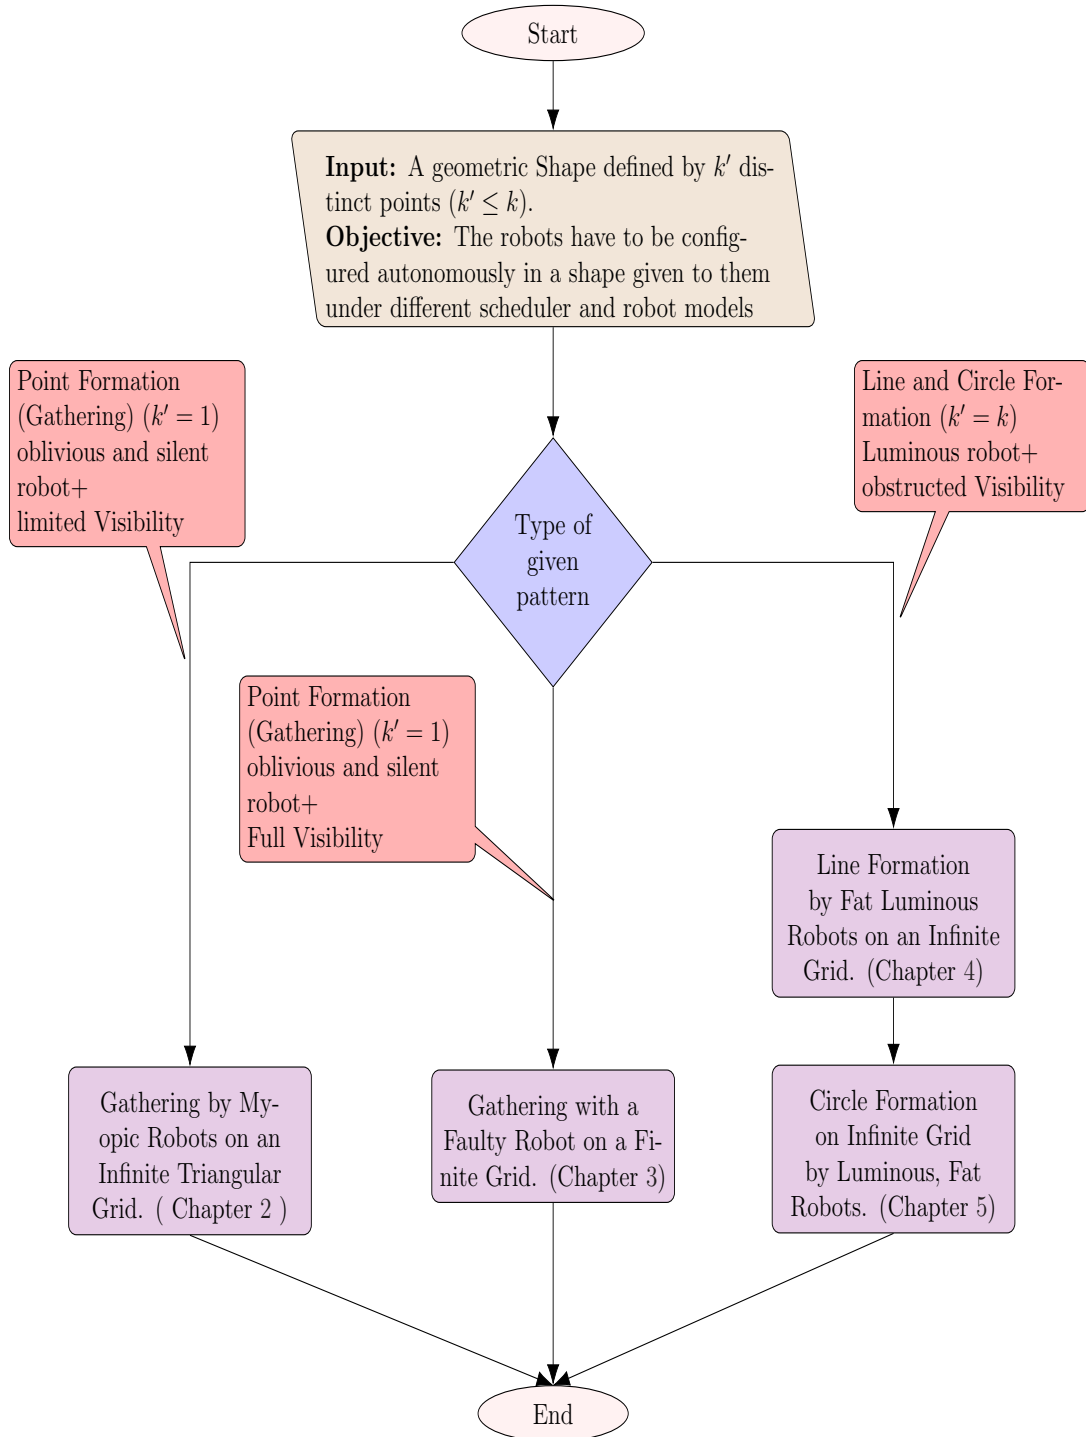 Start
Input: A geometric Shape defined by k′ dis-
tinct points (k′ ≤ k).
Objective: The robots have to be config-
ured autonomously in a shape given to them
under different scheduler and robot models
Point Formation
(Gathering) (k′ = 1)
oblivious and silent
robot+
limited Visibility
Line and Circle For-
mation (k′ = k)
Luminous robot+
obstructed Visibility
Type of
given
pattern
Point Formation
(Gathering) (k′ = 1)
oblivious and silent
robot+
Full Visibility
Line Formation
by Fat Luminous
Robots on an Infinite
Grid. (Chapter 4)
Gathering by My-
opic Robots on an
Infinite Triangular
Grid. ( Chapter 2 )
Gathering with a
Faulty Robot on a Fi-
nite Grid. (Chapter 3)
Circle Formation
on Infinite Grid
by Luminous, Fat
Robots. (Chapter 5)
End